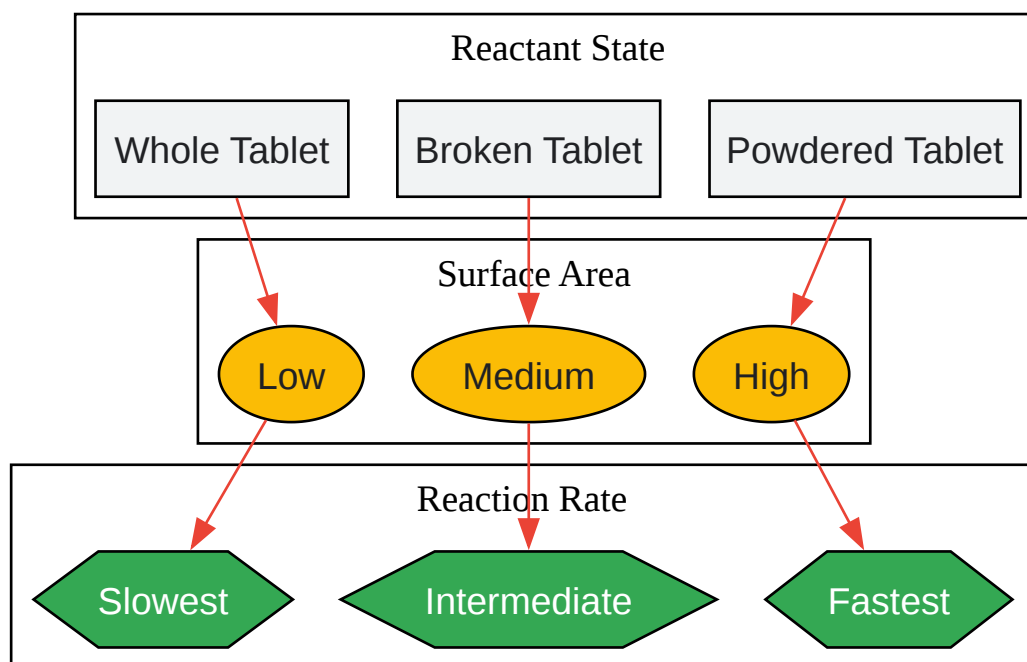 Reactant State
Whole Tablet
Broken Tablet
Powdered Tablet
Surface Area
Low
Medium
High
Reaction Rate
Slowest
Intermediate
Fastest